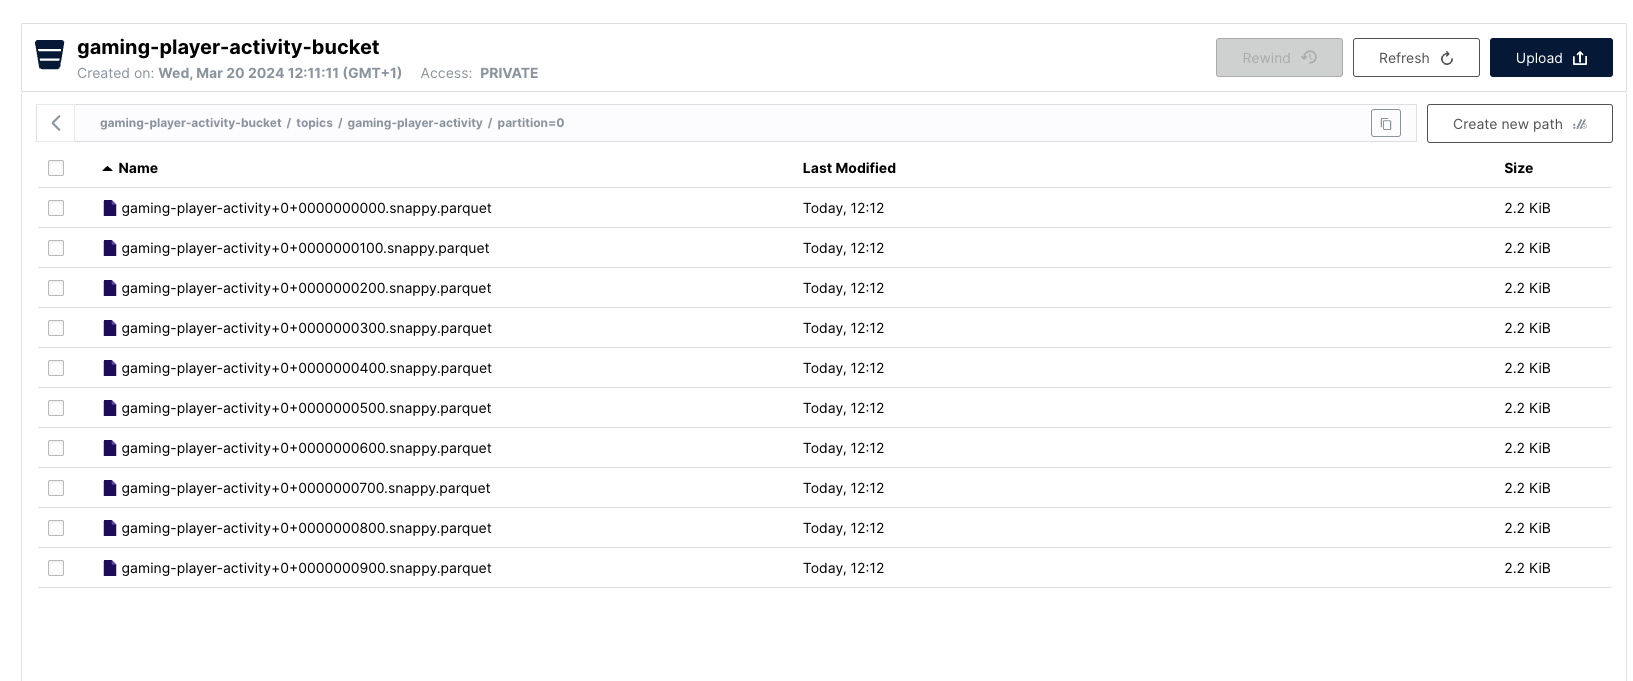 gaming-player-activity-bucket
Created on: Wed, Mar 20 2024 12:11:11 (GMT+1) Access: PRIVATE
Rewind Refresh Upload
gaming-player-activity-bucket / topics / gaming-player-activity / partition=0
Create new path
Name Last Modified Size
gaming-player-activity+0+0000000000.snappy.parquet Today, 12:12 2.2 KiB
gaming-player-activity+0+0000000100.snappy.parquet Today, 12:12 2.2 KiB
gaming-player-activity+0+0000000200.snappy.parquet Today, 12:12 2.2 KiB
gaming-player-activity+0+0000000300.snappy.parquet Today, 12:12 2.2 KiB
gaming-player-activity+0+0000000400.snappy.parquet Today, 12:12 2.2 KiB
gaming-player-activity+0+0000000500.snappy.parquet Today, 12:12 2.2 KiB
gaming-player-activity+0+0000000600.snappy.parquet Today, 12:12 2.2 KiB
gaming-player-activity+0+0000000700.snappy.parquet Today, 12:12 2.2 KiB
gaming-player-activity+0+0000000800.snappy.parquet Today, 12:12 2.2 KiB
gaming-player-activity+0+0000000900.snappy.parquet Today, 12:12 2.2 KiB